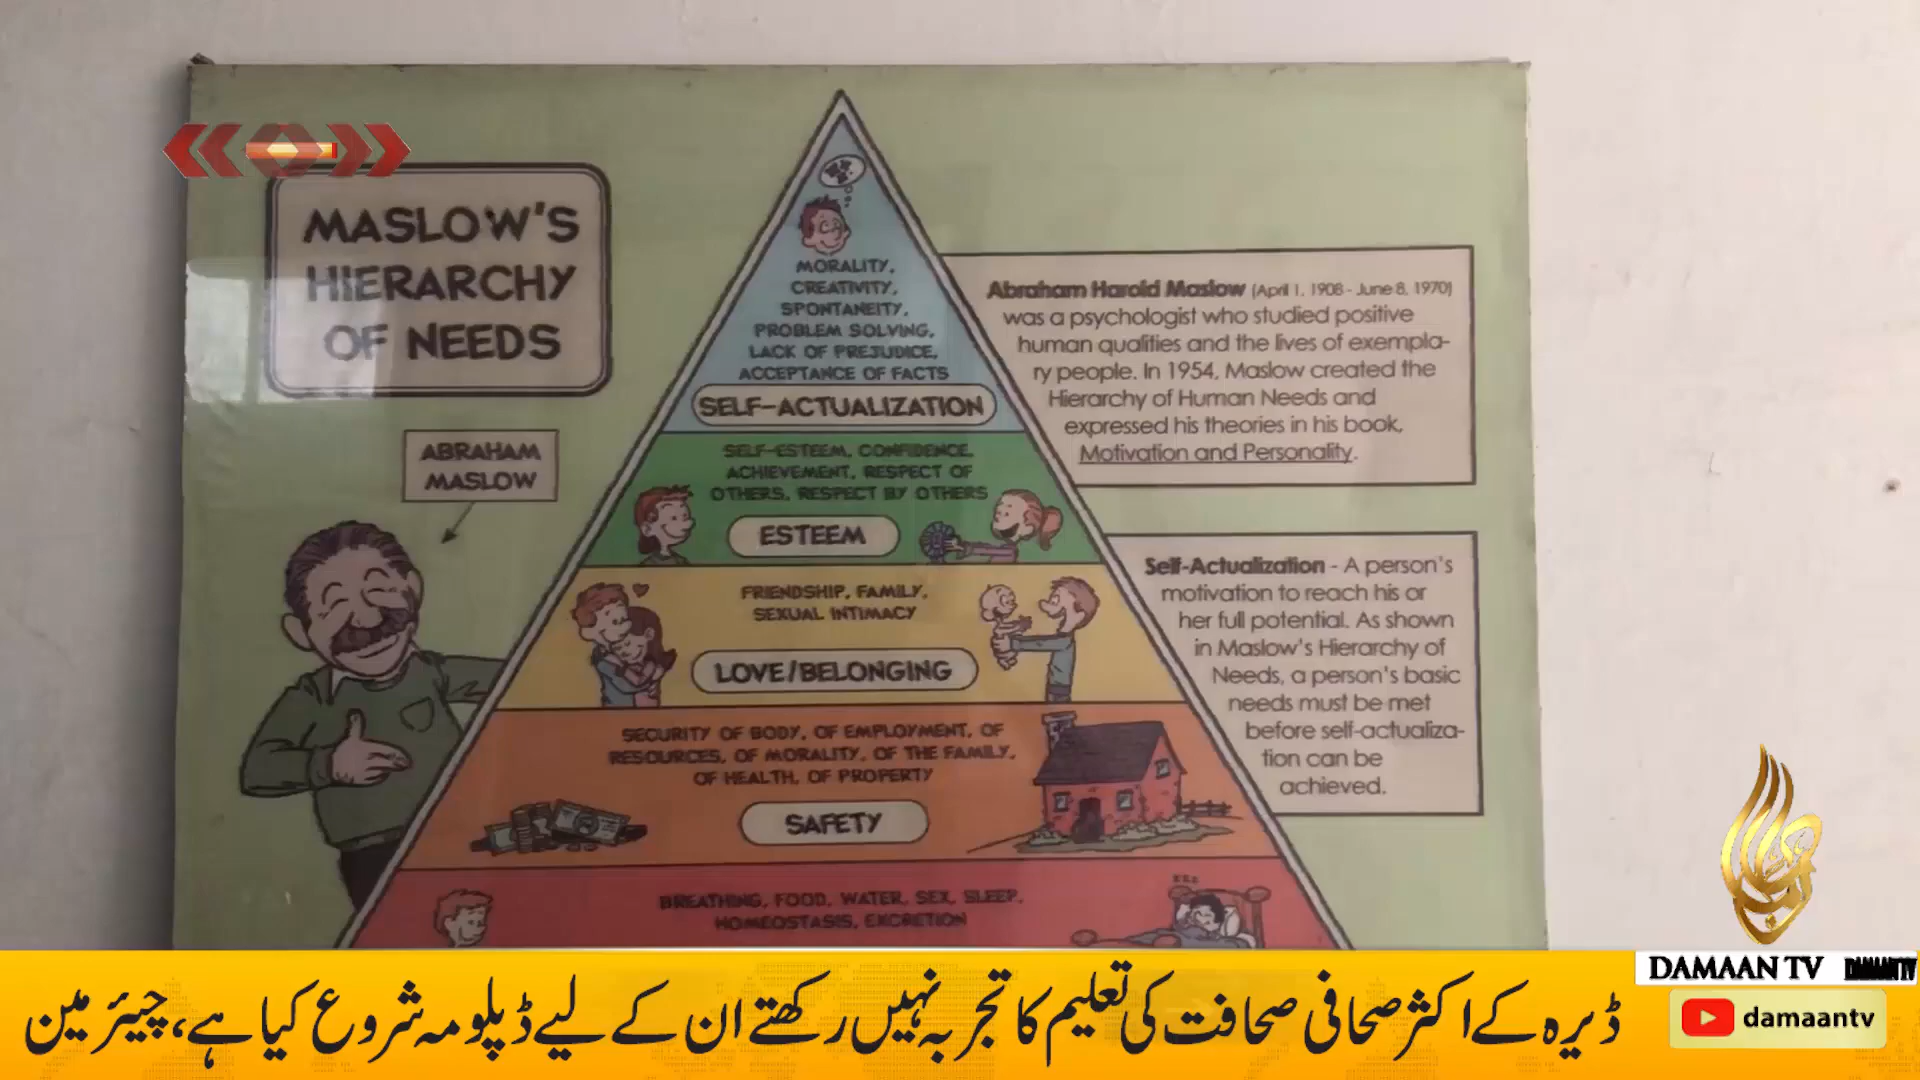 MASLOW'S
HIERARCHY
OF NEEDS
ABRAHAM
MASLOW
MORALITY,
CREATIVITY,
SPONTANEITY,
PROBLEM SOLVING,
LACK OF PREJUDICE,
ACCEPTANCE OF FACTS
SELF-ACTUALIZATION
SELF-ESTEEM, CONFIDENCE,
ACHIEVEMENT, RESPECT OF
OTHERS, RESPECT BY OTHERS
ESTEEM
FRIENDSHIP, FAMILY,
SEXUAL INTIMACY
LOVE/BELONGING
SECURITY OF BODY, OF EMPLOYMENT, OF
RESOURCES, OF MORALITY, OF THE FAMILY,
OF HEALTH, OF PROPERTY
SAFETY
BREATHING, FOOD, WATER, SEX, SLEEP,
HOMEOSTASIS, EXCRETION
zzz
Abraham Harold Maslow (April 1, 1908 - June 8, 1970)
was a psychologist who studied positive
human qualities and the lives of exempla-
ry people. In 1954, Maslow created the
Hierarchy of Human Needs and
expressed his theories in his book,
Motivation and Personality.
Self-Actualization - A person's
motivation to reach his or
her full potential. As shown
in Maslow's Hierarchy of
Needs, a person's basic
needs must be met
before self-actualiza-
tion can be
achieved.
DAMAAN TV DAMAANTV
damaantv
ڈیرہ کے اکثر صحافی صحافت کی تعلیم کا تجربہ نہیں رکھتے ان کے لیے ڈپلومہ شروع کیا ہے، چیئرمین